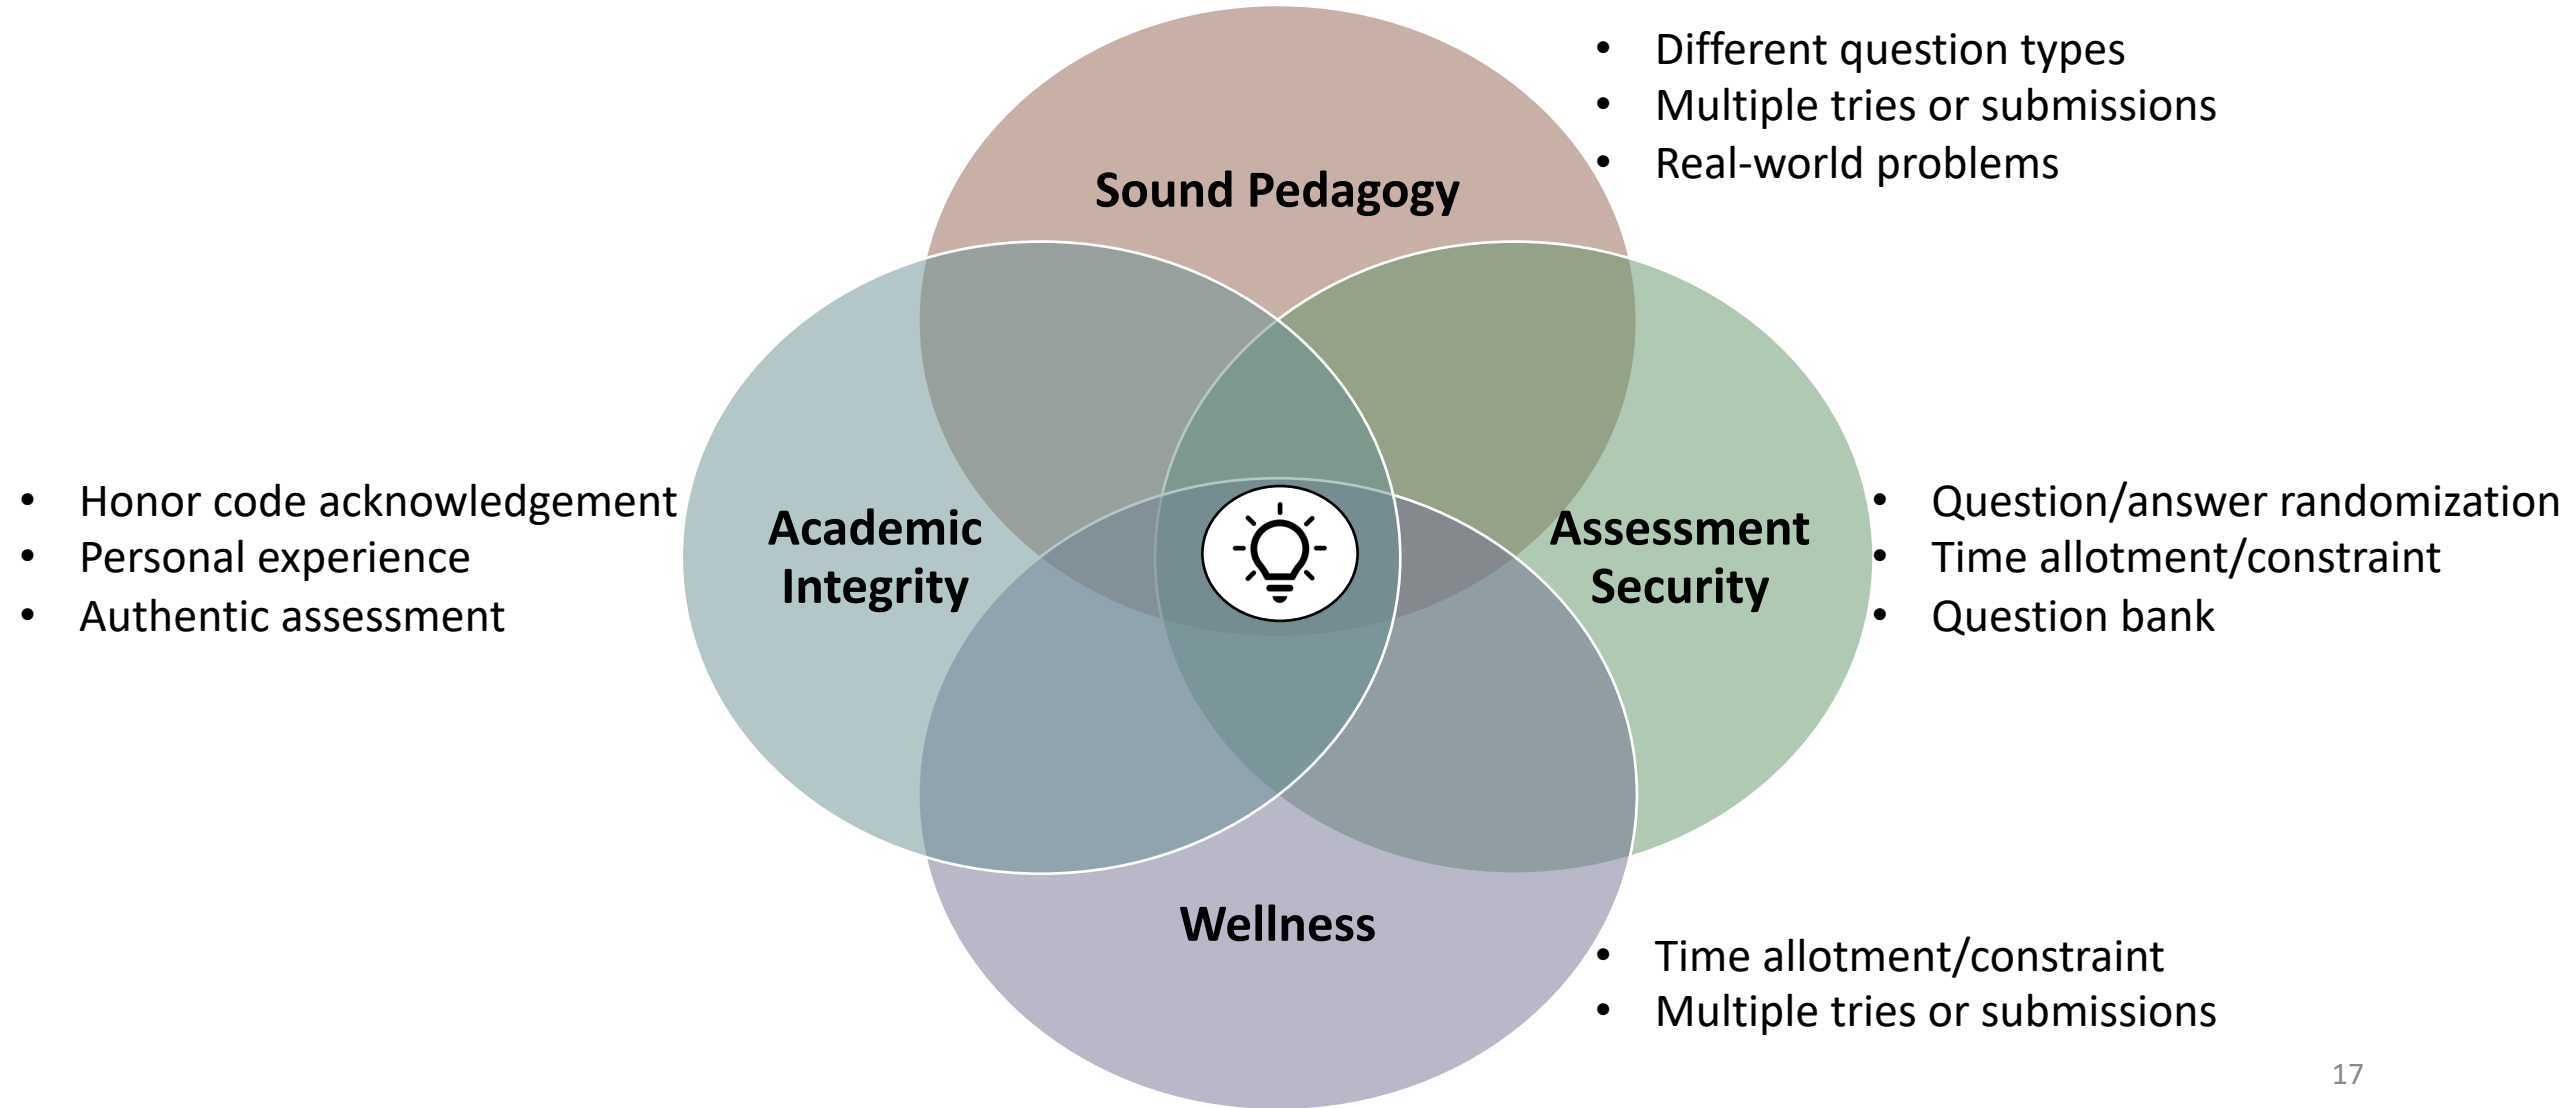 • Different question types
• Multiple tries or submissions
• Real-world problems
Sound Pedagogy
• Honor code acknowledgement
• Personal experience
• Authentic assessment
Academic
Integrity
Assessment
Security
• Question/answer randomization
• Time allotment/constraint
• Question bank
Wellness
• Time allotment/constraint
• Multiple tries or submissions
17